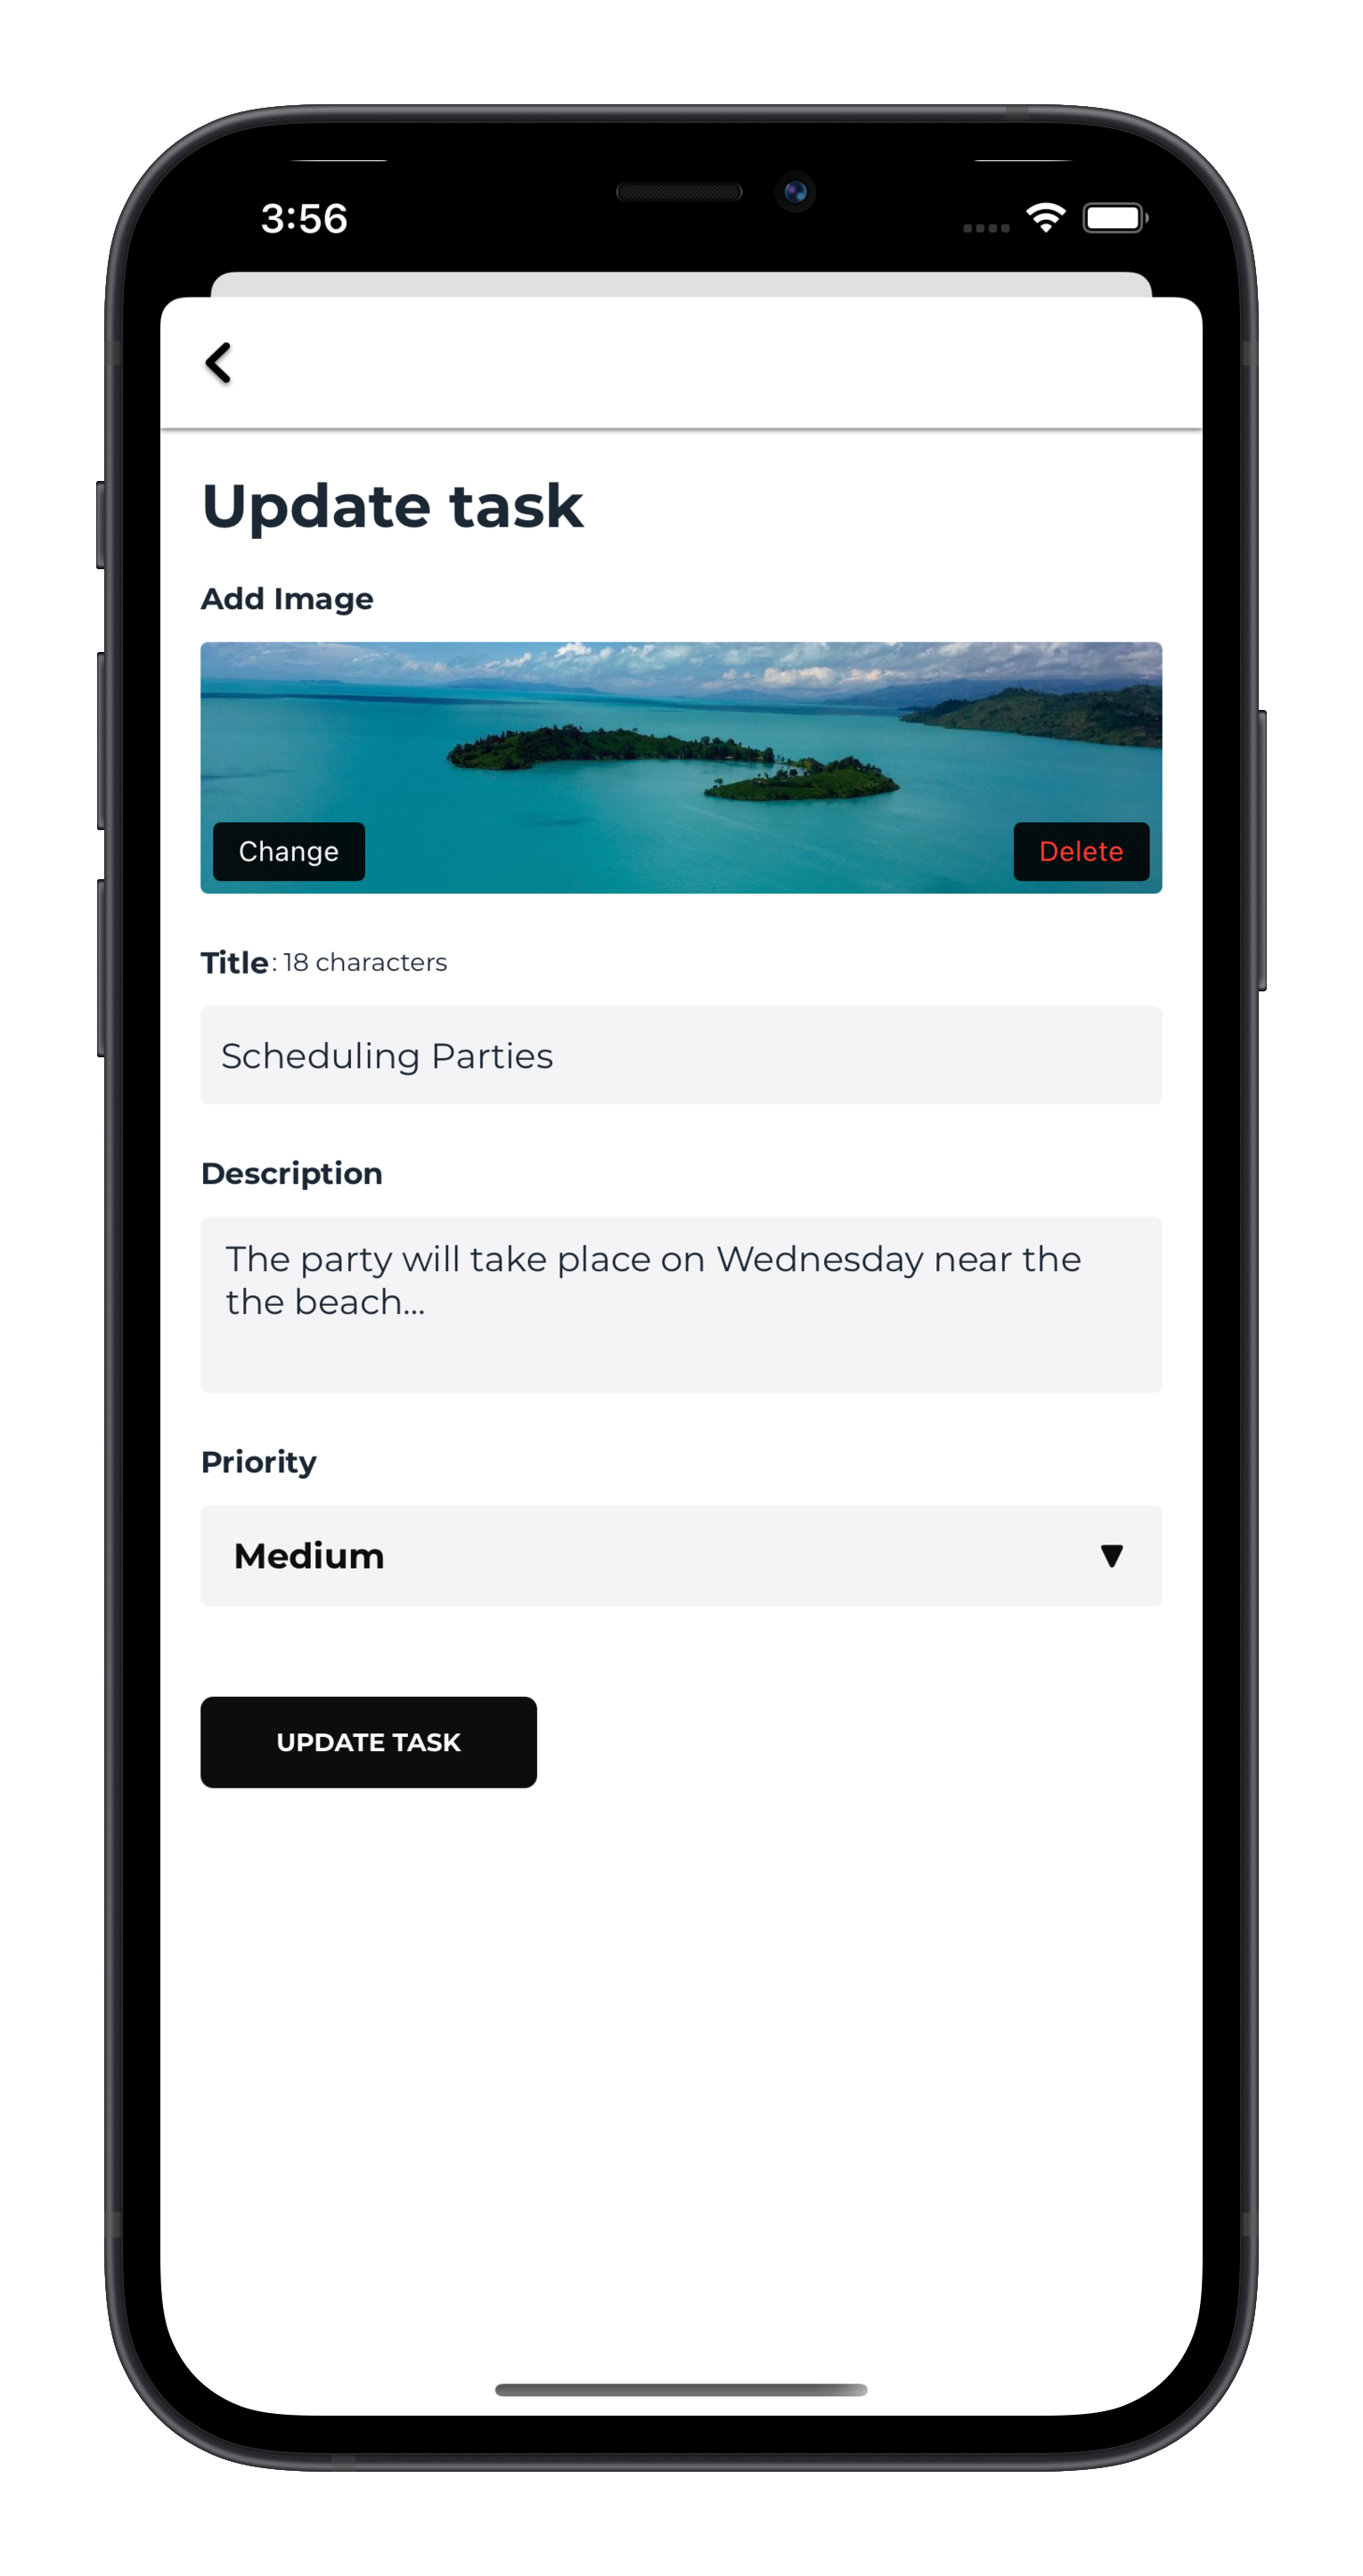 3:56
Update task
Add Image
Change
Delete
Title: 18 characters
Scheduling Parties
Description
The party will take place on Wednesday near the
the beach...
Priority
Medium
UPDATE TASK